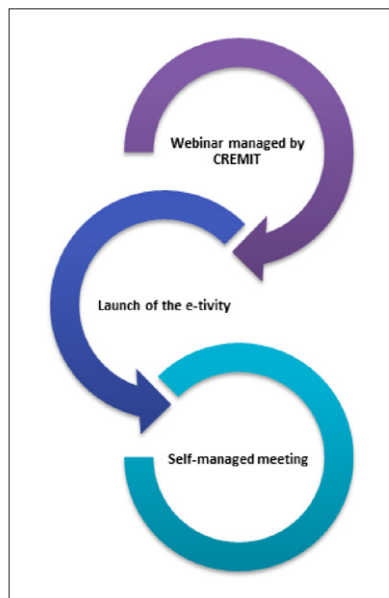 Webinar managed by
CREMIT
Launch of the e-tivity
Self-managed meeting